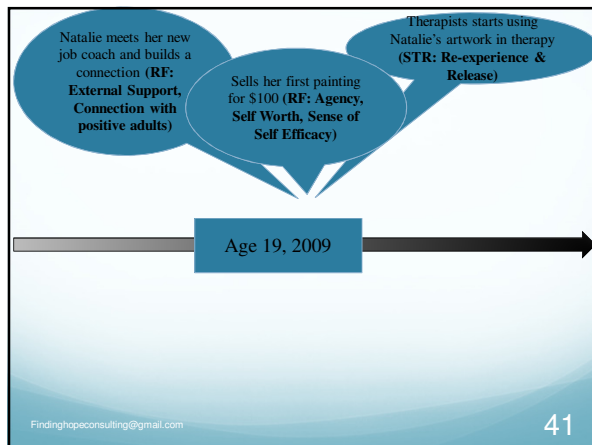 Natalie meets her new
job coach and builds a
connection (RF:
External Support,
Connection with
positive adults)
Sells her first painting
for $100 (RF: Agency,
Self Worth, Sense of
Self Efficacy)
Therapists starts using
Natalie's artwork in therapy
(STR: Re-experience &
Release)
Age 19, 2009
Findinghopeconsulting@gmail.com
41